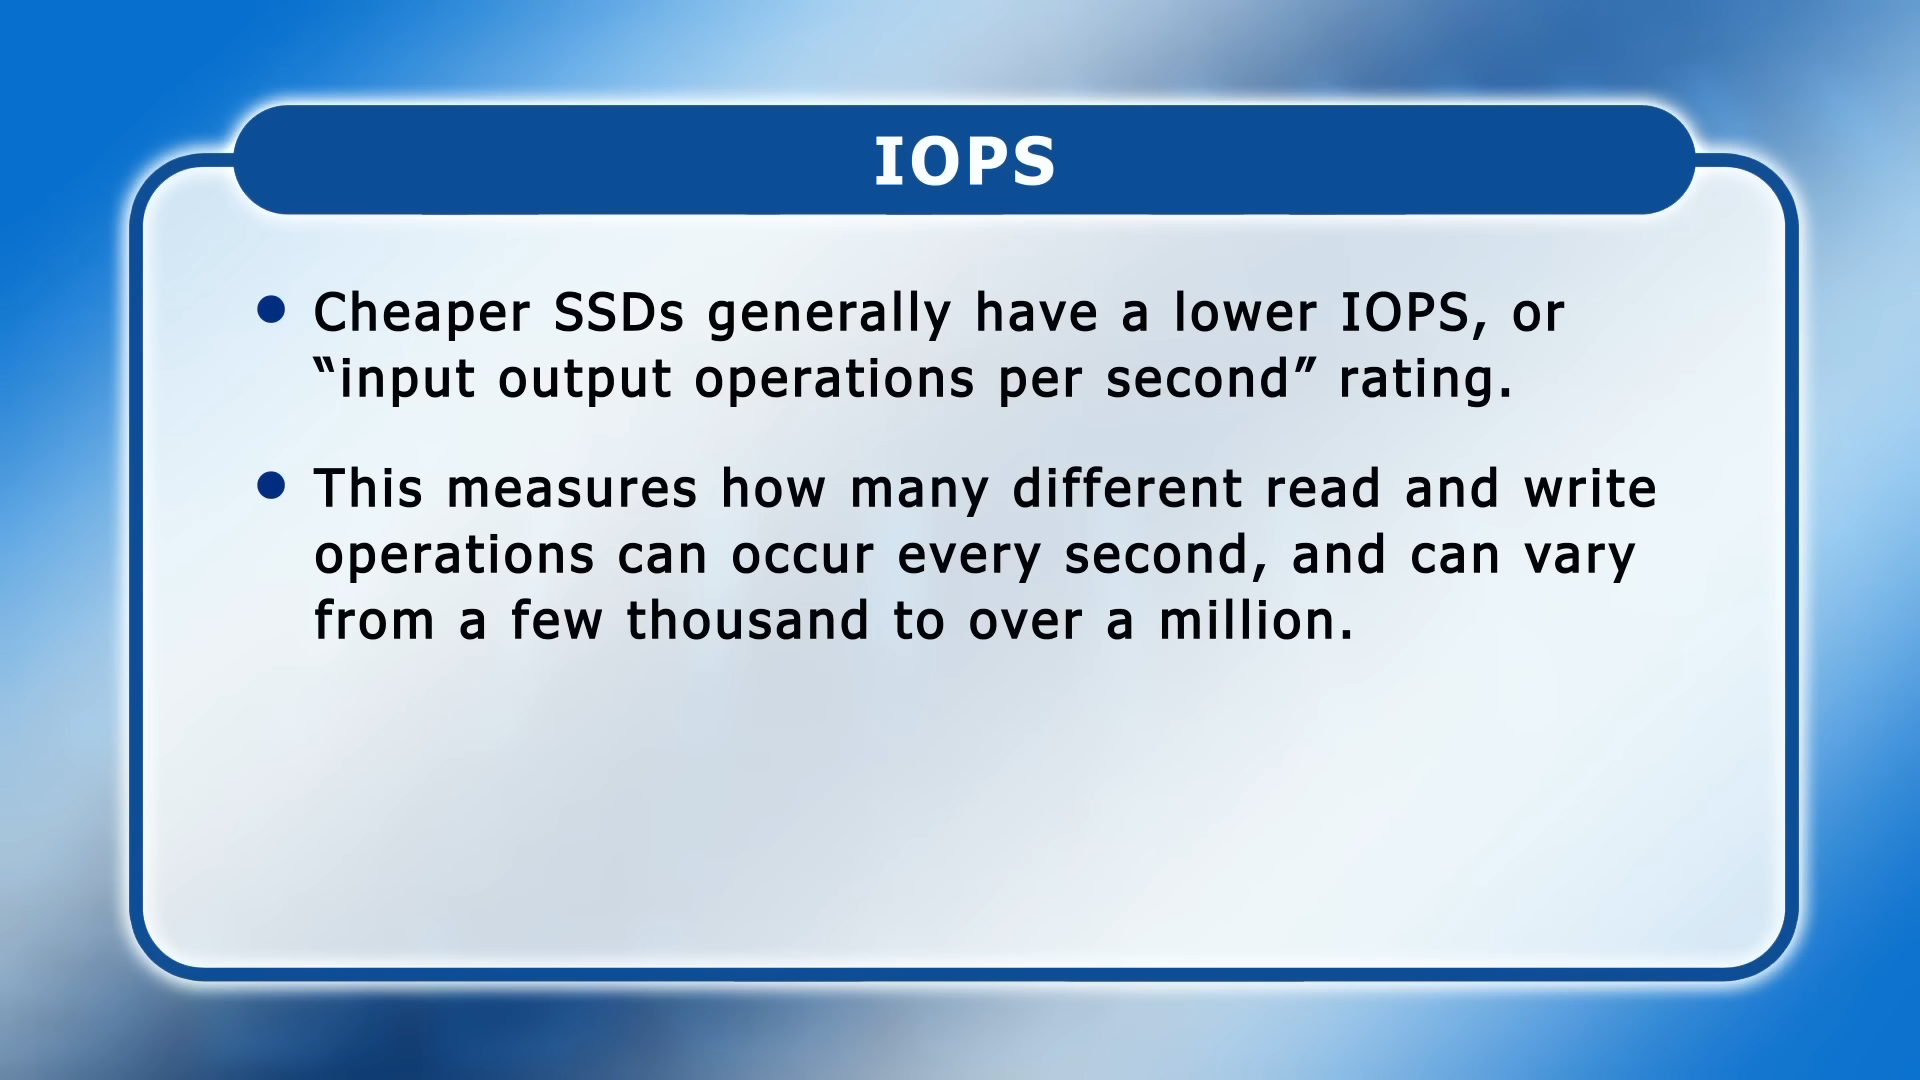 IOPS
● Cheaper SSDs generally have a lower IOPS, or
“input output operations per second” rating.
● This measures how many different read and write
operations can occur every second, and can vary
from a few thousand to over a million.